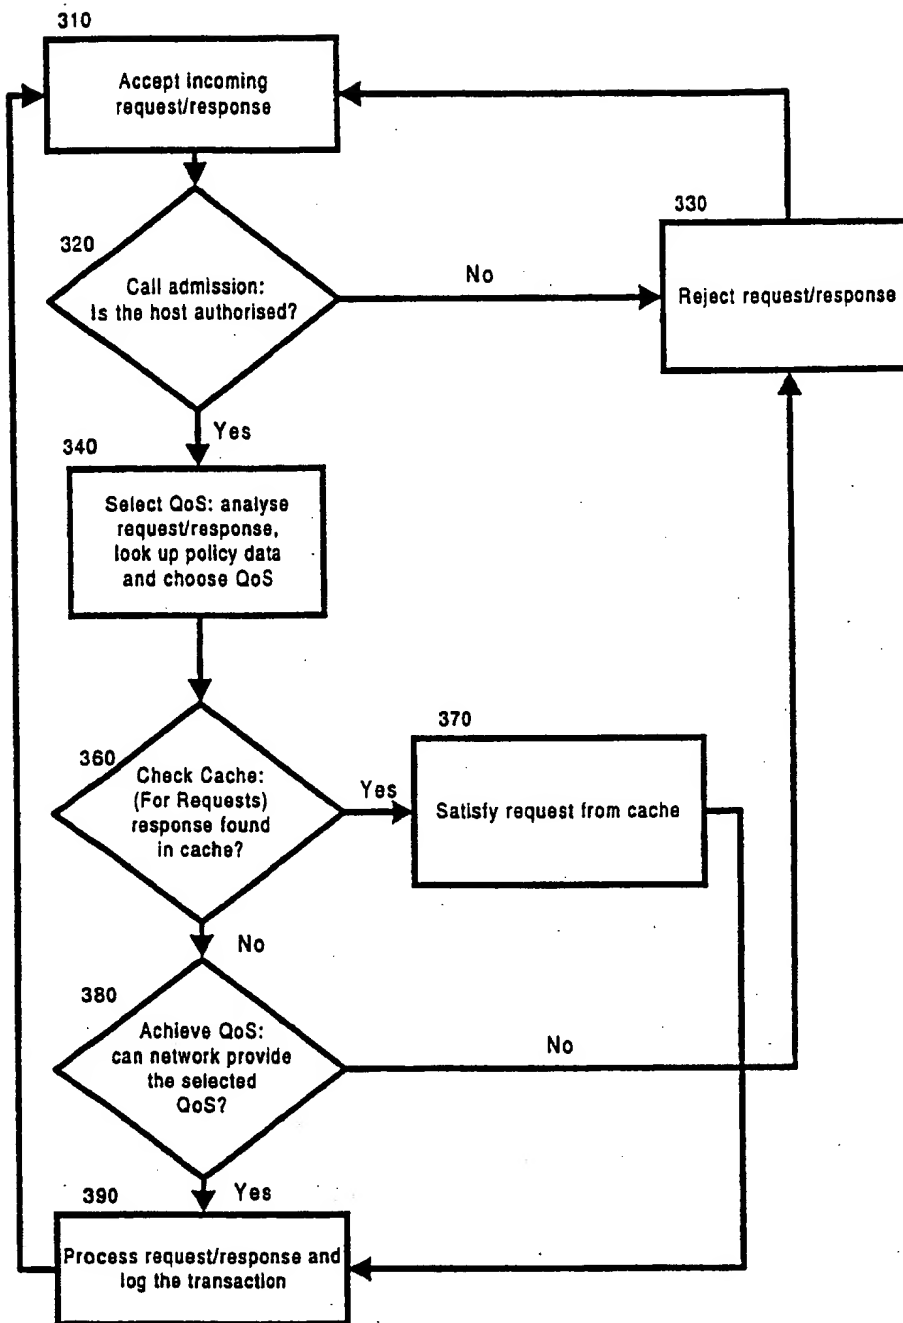 310
Accept incoming
request/response
320
Call admission:
Is the host authorised?
No
330
Reject request/response
Yes
340
Select QoS: analyse
request/response,
look up policy data
and choose QoS
360
Check Cache:
(For Requests)
response found
in cache?
Yes
370
Satisfy request from cache
No
380
Achieve QoS:
can network provide
the selected
QoS?
No
Yes
390
Process request/response and
log the transaction